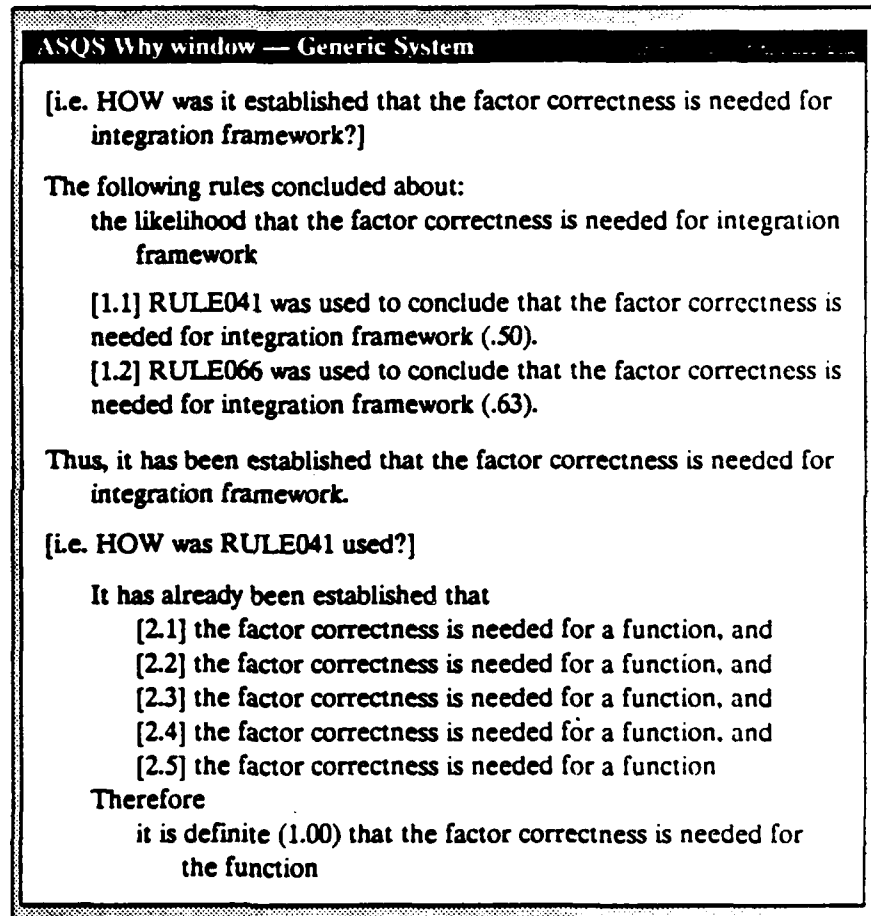 ASQS Why window — Generic System
[i.e. HOW was it established that the factor correctness is needed for
integration framework?]
The following rules concluded about:
the likelihood that the factor correctness is needed for integration
framework
[1.1] RULE041 was used to conclude that the factor correctness is
needed for integration framework (.50).
[1.2] RULE066 was used to conclude that the factor correctness is
needed for integration framework (.63).
Thus, it has been established that the factor correctness is needed for
integration framework.
[i.e. HOW was RULE041 used?]
It has already been established that
[2.1] the factor correctness is needed for a function, and
[2.2] the factor correctness is needed for a function, and
[2.3] the factor correctness is needed for a function, and
[2.4] the factor correctness is needed for a function, and
[2.5] the factor correctness is needed for a function
Therefore
it is definite (1.00) that the factor correctness is needed for
the function